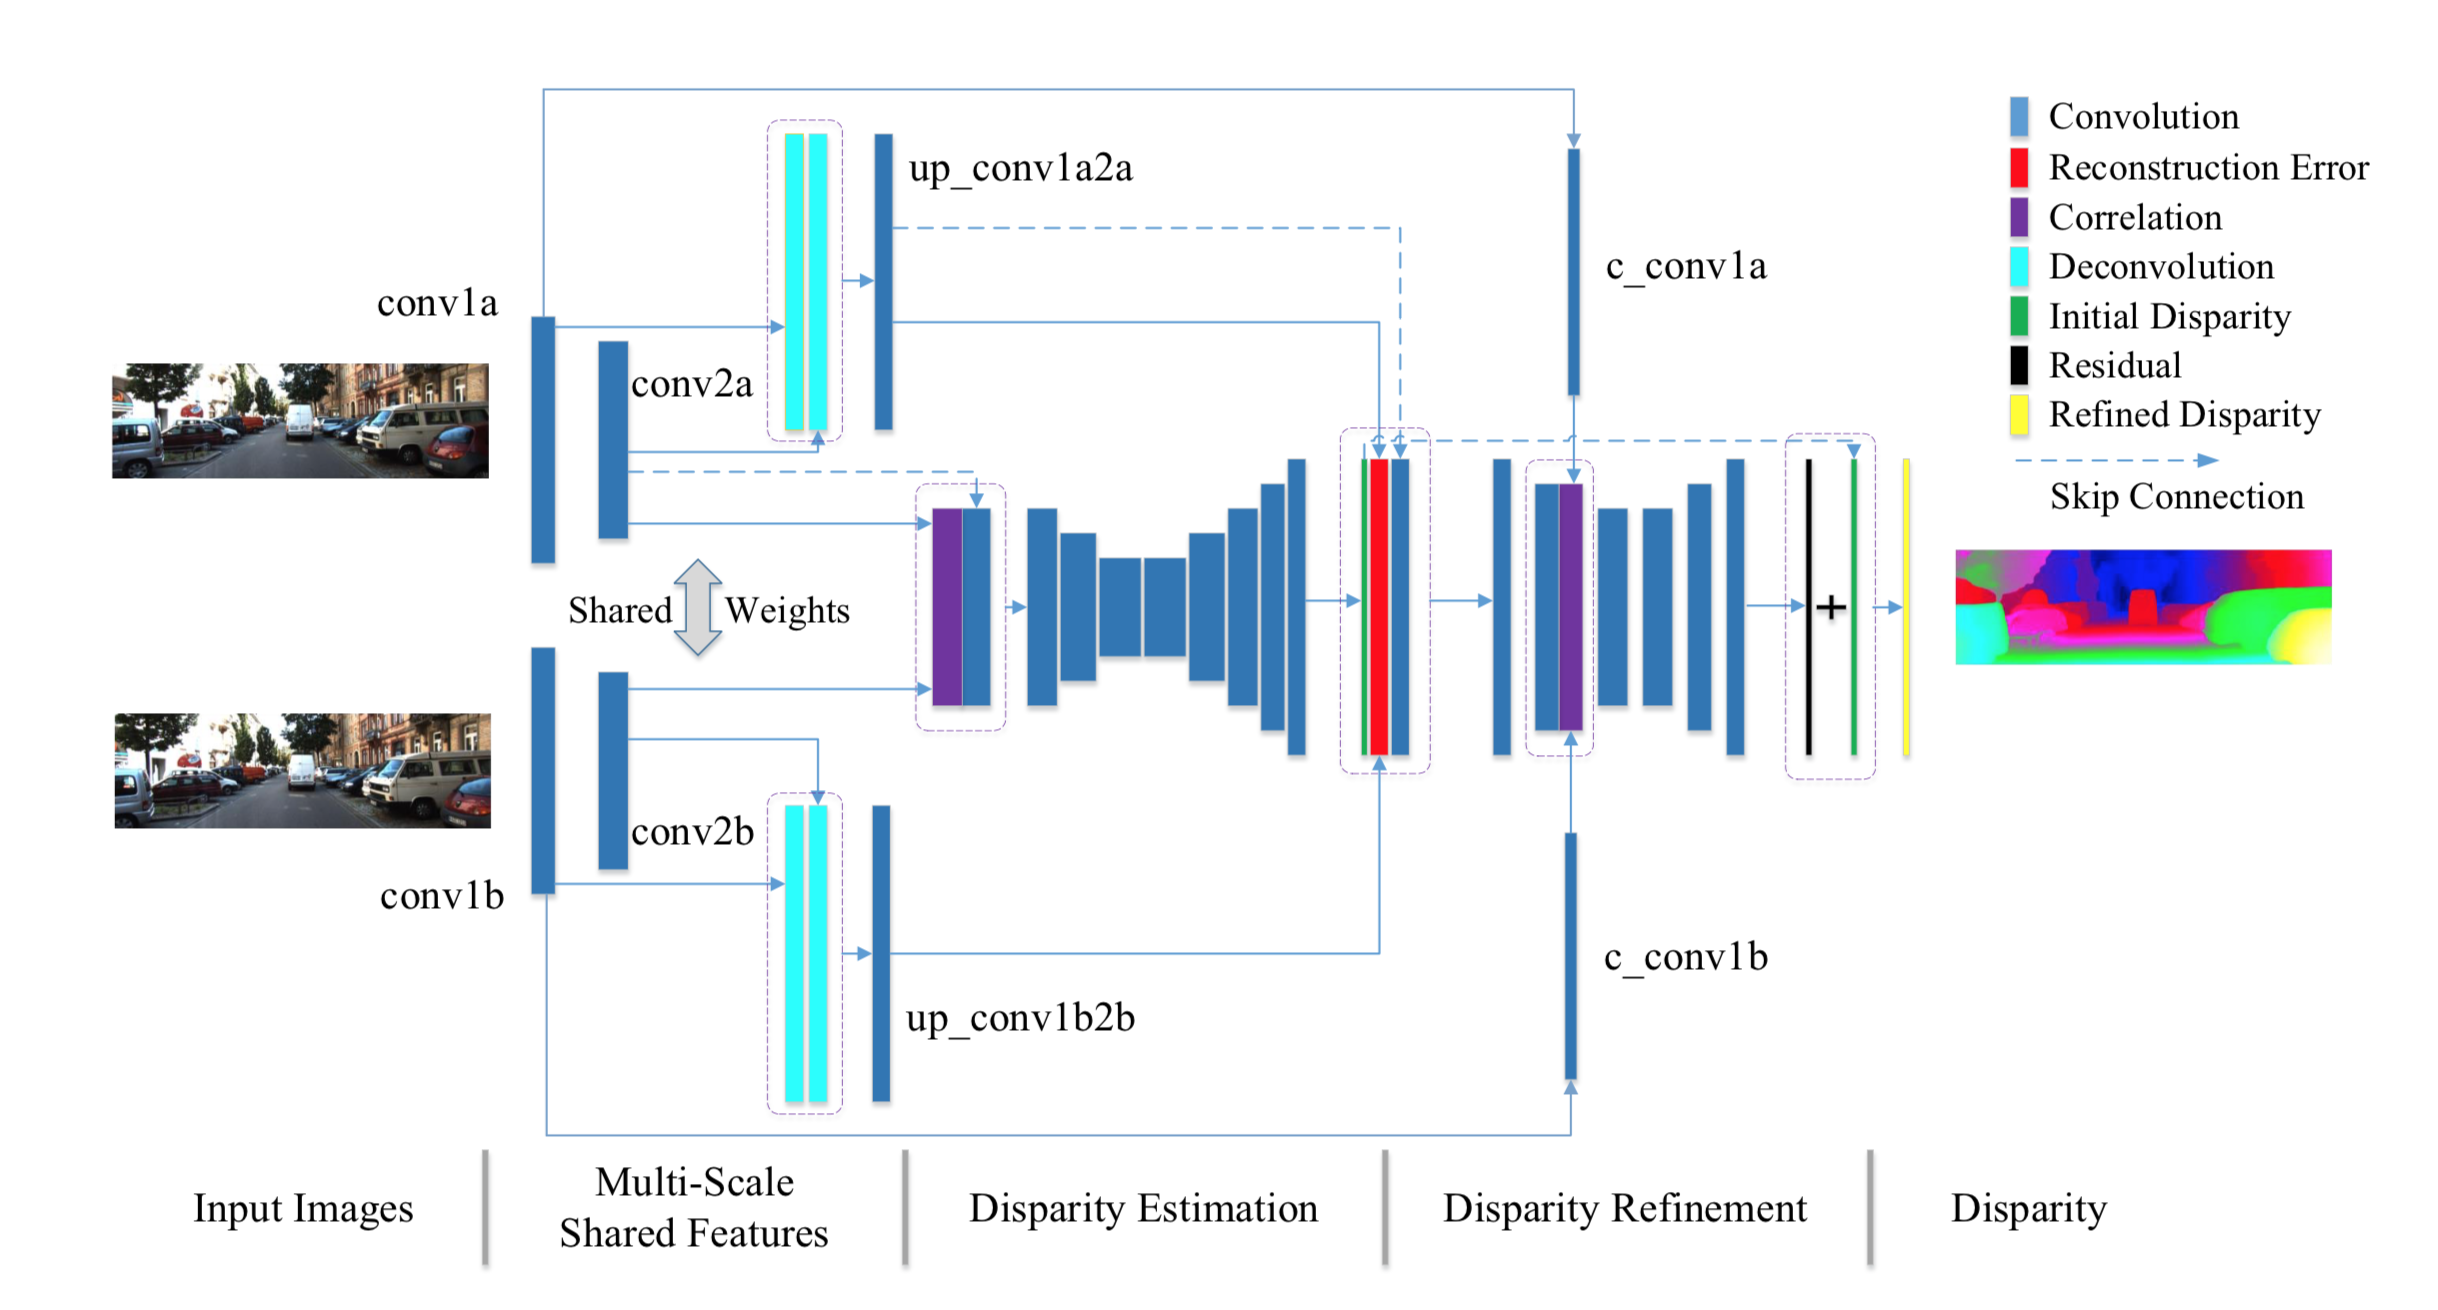 up_conv1a2a
c_conv1a
conv1a
conv2a
Shared
Weights
conv2b
conv1b
up_conv1b2b
c_conv1b
+
Convolution
Reconstruction Error
Correlation
Deconvolution
Initial Disparity
Residual
Refined Disparity
Skip Connection
Input Images
Multi-Scale
Shared Features
Disparity Estimation
Disparity Refinement
Disparity